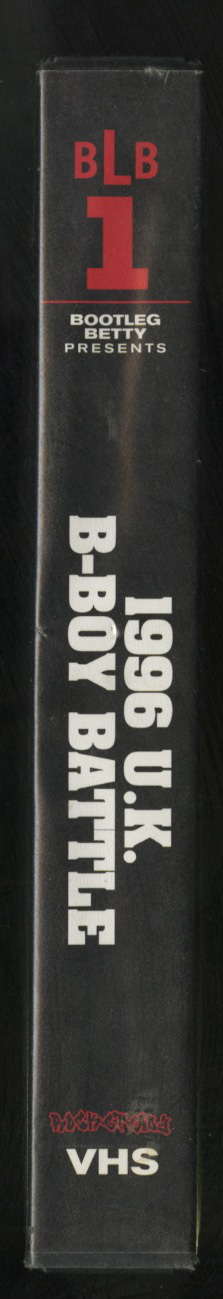 BLB
1
BOOTLEG
BETTY
PRESENTS
1996 U.K.
B-BOY BATTLE
VHS